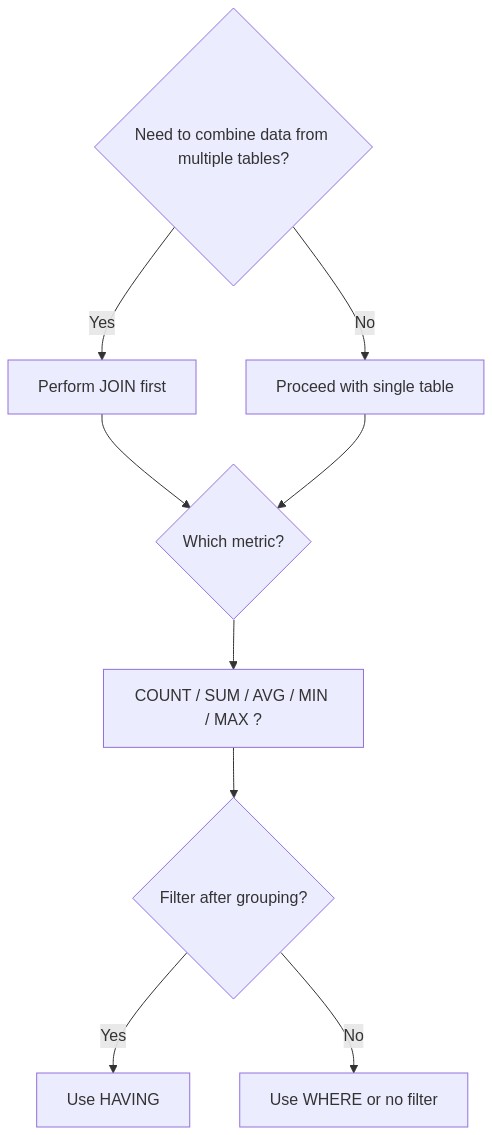 Need to combine data from
multiple tables?
Yes
No
Perform JOIN first
Proceed with single table
Which metric?
COUNT / SUM / AVG / MIN
/ MAX ?
Filter after grouping?
Yes
No
Use HAVING
Use WHERE or no filter